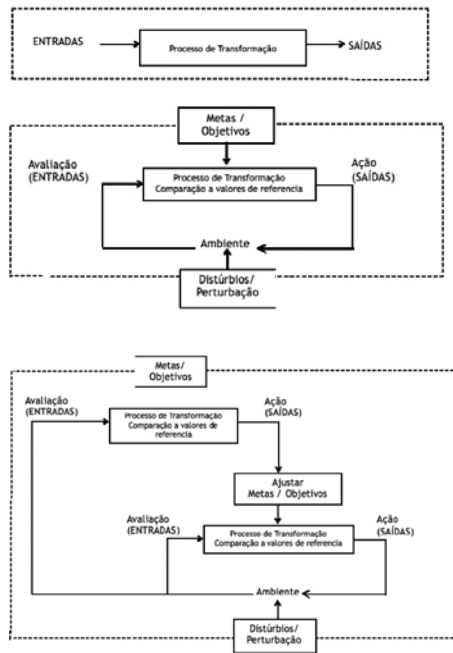 ENTRADAS
Processo de Transformação
SAÍDAS
Metas /
Objetivos
Avaliação
(ENTRADAS)
Processo de Transformação
Comparação a valores de referencia
Ação
(SAÍDAS)
Ambiente
Distúrbios/
Perturbação
Metas/
Objetivos
Avaliação
(ENTRADAS)
Processo de Transformação
Comparação a valores de
referencia
Ação
(SAÍDAS)
Ajustar
Metas / Objetivos
Avaliação
(ENTRADAS)
Processo de Transformação
Comparação a valores de referencia
Ação
(SAÍDAS)
Ambiente
Distúrbios/
Perturbação